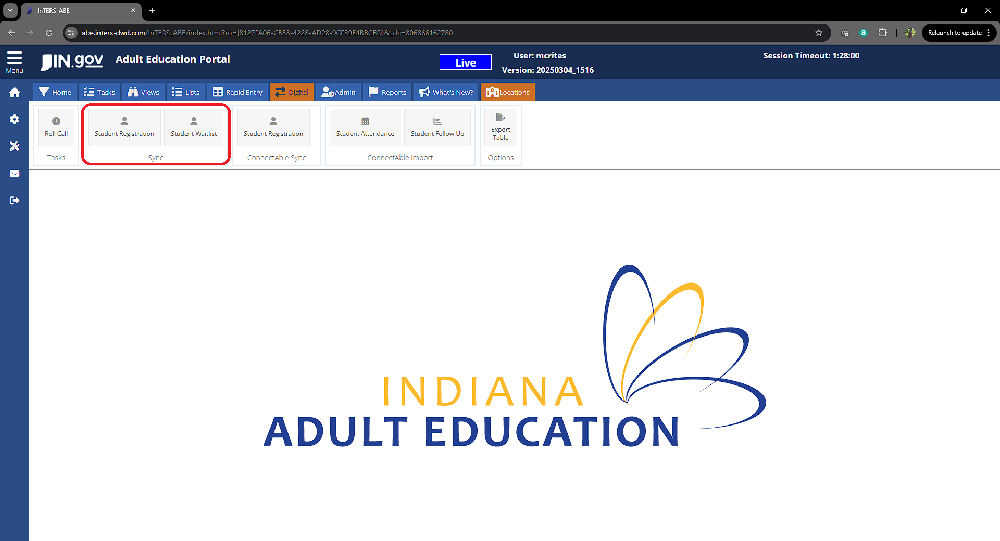 InTERS_ABE
abe.inters-dwd.com/InTERS_ABE/index.html?ro={8127FA06-CB53-4228-AD28-9CF39E4BBCBD}&_dc=806866162780
Relaunch to update
Menu
IN.gov
Adult Education Portal
Live
User: mcrites
Version: 20250304_1516
Session Timeout: 1:28:00
Home
Tasks
Views
Lists
Rapid Entry
Digital
Admin
Reports
What's New?
Locations
Roll Call
Tasks
Student Registration
Student Waitlist
Sync
Student Registration
ConnectAble Sync
Student Attendance
Student Follow Up
ConnectAble Import
Export
Table
Options
INDIANA
ADULT EDUCATION